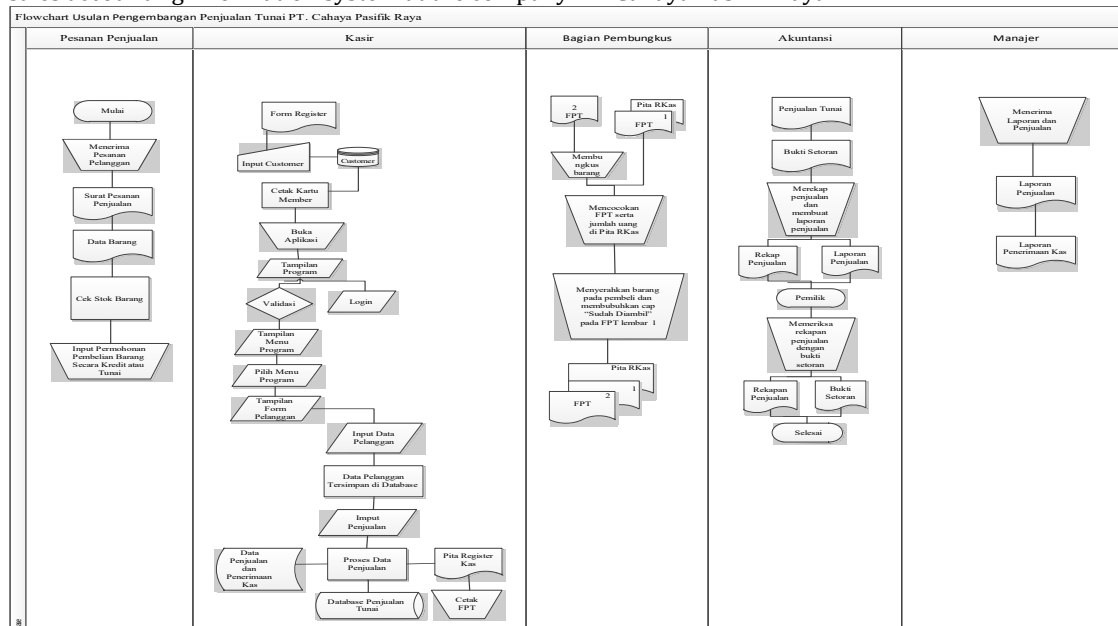 Flowchart Usulan Pengembangan Penjualan Tunai PT. Cahaya Pasifik Raya
Pesanan Penjualan
Kasir
Bagian Pembungkus
Akuntansi
Manajer
Mulai
Menerima
Pesanan
Pelanggan
Surat Pesanan
Penjualan
Data Barang
Cek Stok Barang
Input Permohonan
Pembelian Barang
Secara Kredit atau
Tunai
Form Register
Input Customer
Customer
Cetak Kartu
Member
Buka
Aplikasi
Tampilan
Program
Validasi
Login
Tampilan
Menu
Program
Pilih Menu
Program
Tampilan
Form
Pelanggan
Input Data
Pelanggan
Data Pelanggan
Tersimpan di Database
Imput
Penjualan
Data
Penjualan
dan
Penerimaan
Kas
Proses Data
Penjualan
Pita Register
Kas
Database Penjualan
Tunai
Cetak
FPT
2
FPT
Pita RKas
1
FPT
Membu
ngkus
barang
Mencocokan
FPT serta
jumlah uang
di Pita RKas
Menyerahkan barang
pada pembeli dan
membubuhkan cap
“Sudah Diambil”
pada FPT lembar 1
Pita RKas
1
2
FPT
Penjualan Tunai
Bukti
Setoran
Merekap
penjualan
dan
membuat
laporan
penjualan
Rekap
Penjualan
Laporan
Penjualan
Pemilik
Memeriksa
rekapan
penjualan
dengan
bukti
setoran
Rekapan
Penjualan
Bukti
Setoran
Selesai
Menerima
Laporan dan
Penjualan
Laporan
Penjualan
Laporan
Penerimaan Kas